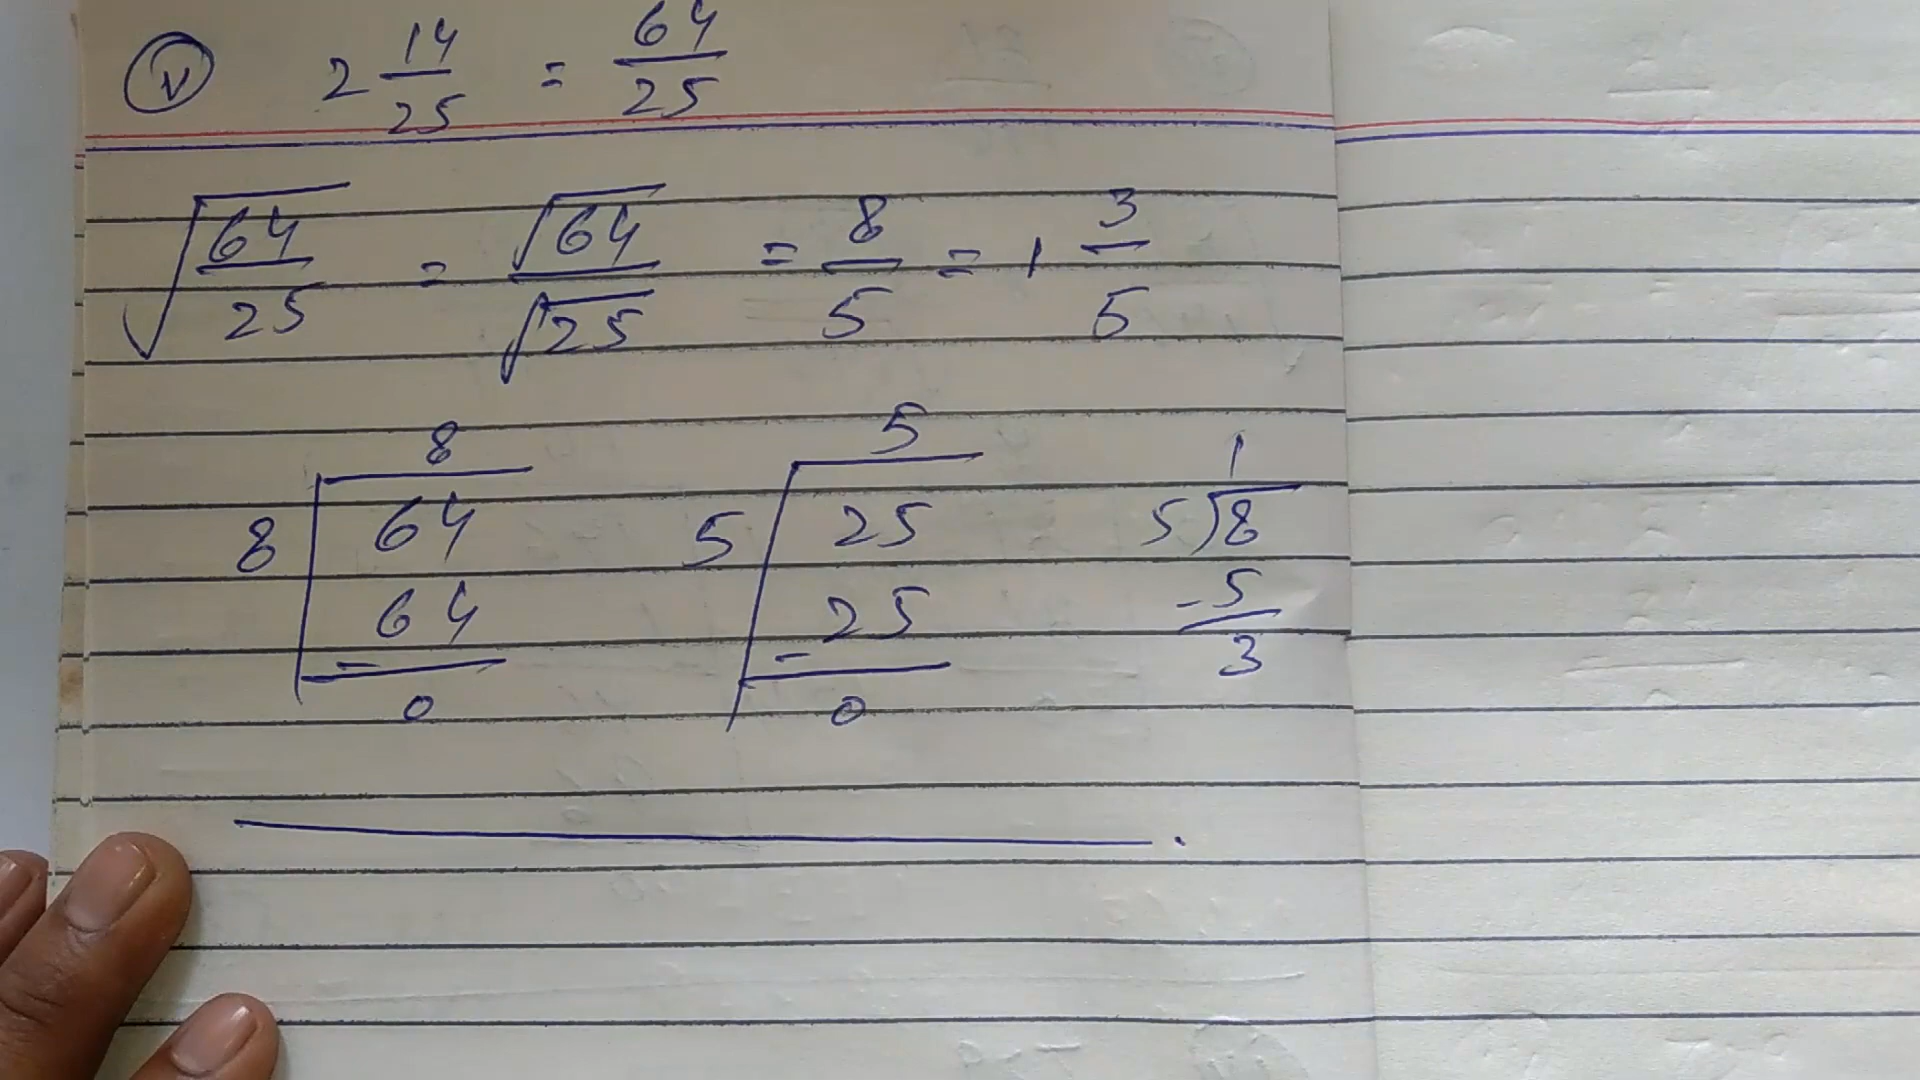 (v) 2 14/25 = 64/25
√(64/25) = √64/√25 = 8/5 = 1 3/5
8 5 1
8 64 5 25 5)8
64 - 25 - 5 -
0 0 3